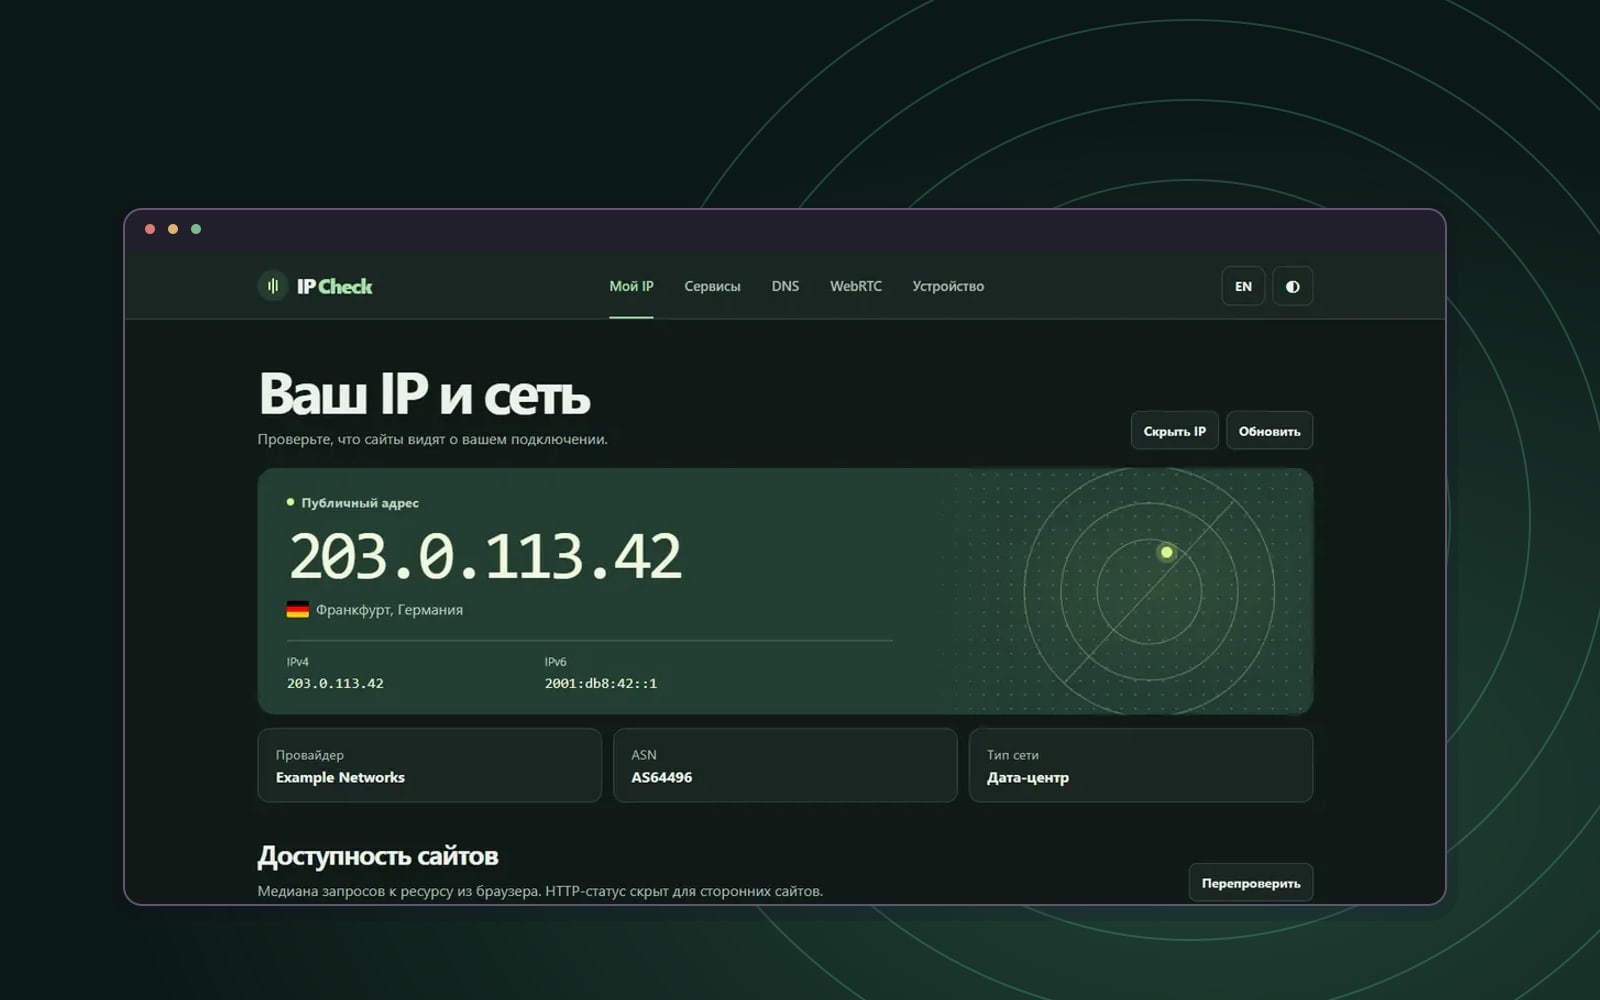 IPCheck
Мой IP Сервисы DNS WebRTC Устройство
EN
Ваш IP и сеть
Проверьте, что сайты видят о вашем подключении.
Скрыть IP Обновить
Публичный адрес
203.0.113.42
Франкфурт, Германия
IPv4 IPv6
203.0.113.42 2001:db8:42::1
Провайдер ASN Тип сети
Example Networks AS64496 Дата-центр
Доступность сайтов
Медиана запросов к ресурсу из браузера. HTTP-статус скрыт для сторонних сайтов.
Перепроверить